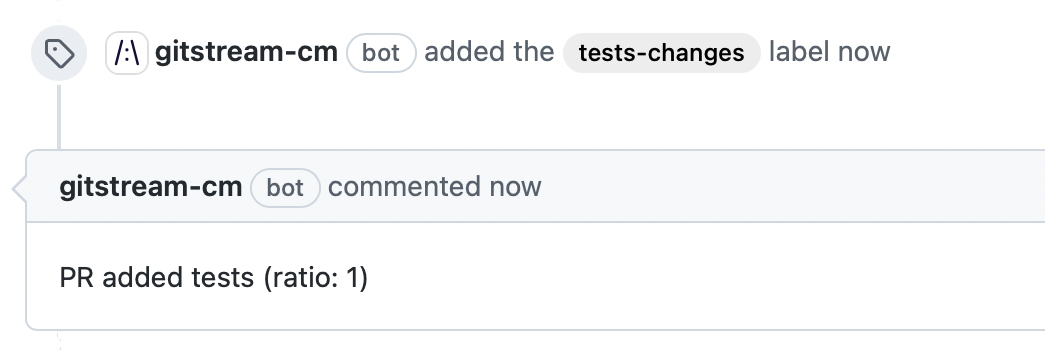 /:\ gitstream-cm bot added the tests-changes label now
gitstream-cm bot commented now
PR added tests (ratio: 1)